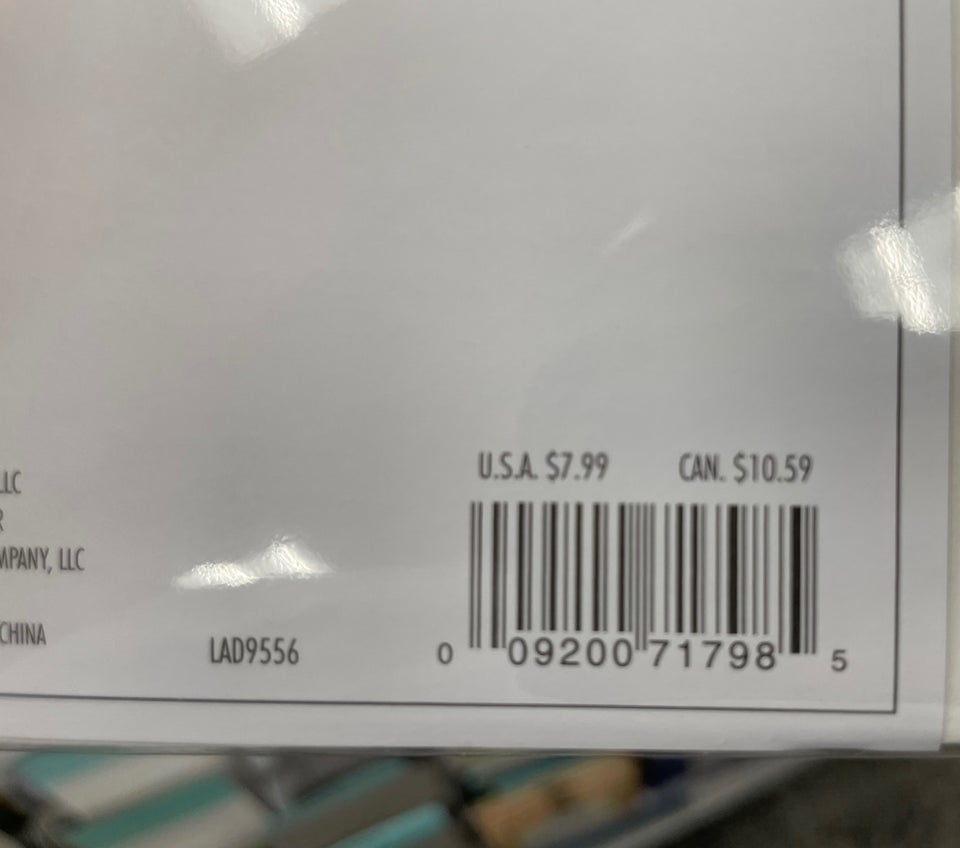 LLC
R
MPANY, LLC
CHINA
LAD9556
U.S.A. $7.99 CAN. $10.59
0 09200 71798 5